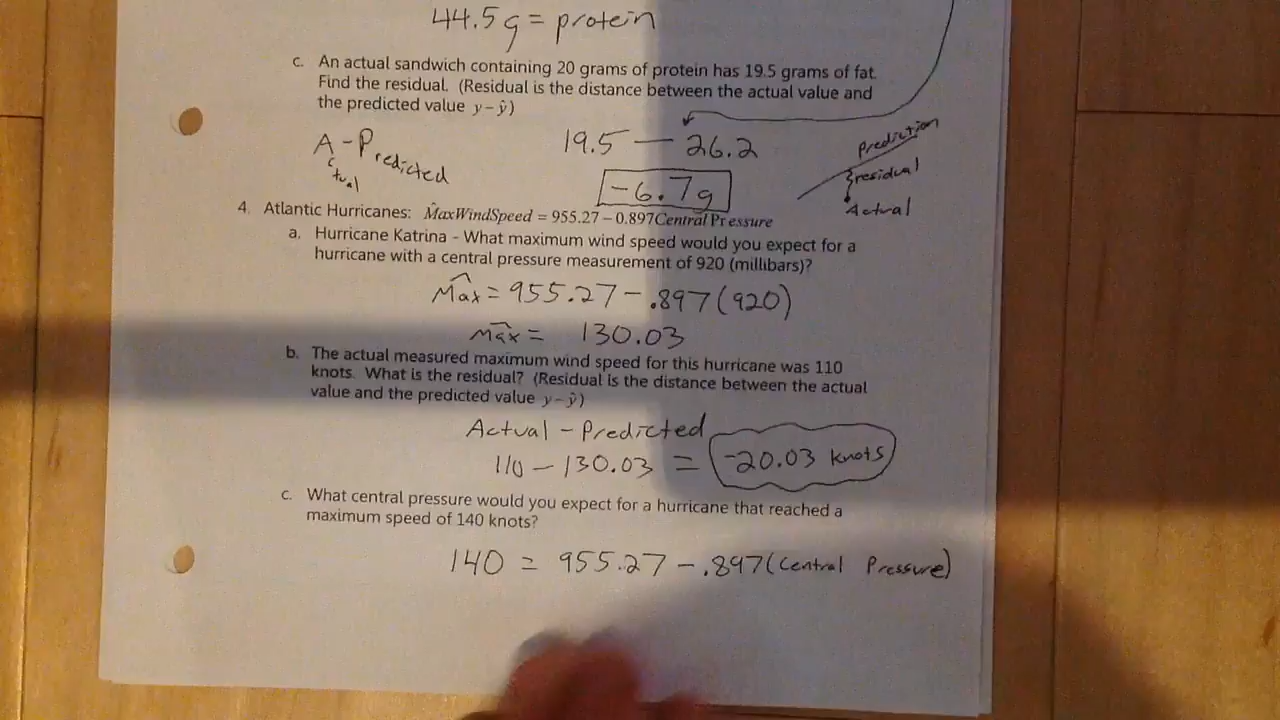 44.5g = protein
c. An actual sandwich containing 20 grams of protein has 19.5 grams of fat.
Find the residual. (Residual is the distance between the actual value and
the predicted value y-ŷ)
Actual - Predicted
19.5 — 26.2
-6.7g
Prediction
residual
Actual
4. Atlantic Hurricanes: M̂axWindSpeed = 955.27 – 0.897Central Pressure
a. Hurricane Katrina - What maximum wind speed would you expect for a
hurricane with a central pressure measurement of 920 (millibars)?
M̂ax = 955.27 - .897(920)
M̂ax = 130.03
b. The actual measured maximum wind speed for this hurricane was 110
knots. What is the residual? (Residual is the distance between the actual
value and the predicted value y-ŷ)
Actual - Predicted
110 - 130.03 = -20.03 knots
c. What central pressure would you expect for a hurricane that reached a
maximum speed of 140 knots?
140 = 955.27 - .897(Central Pressure)